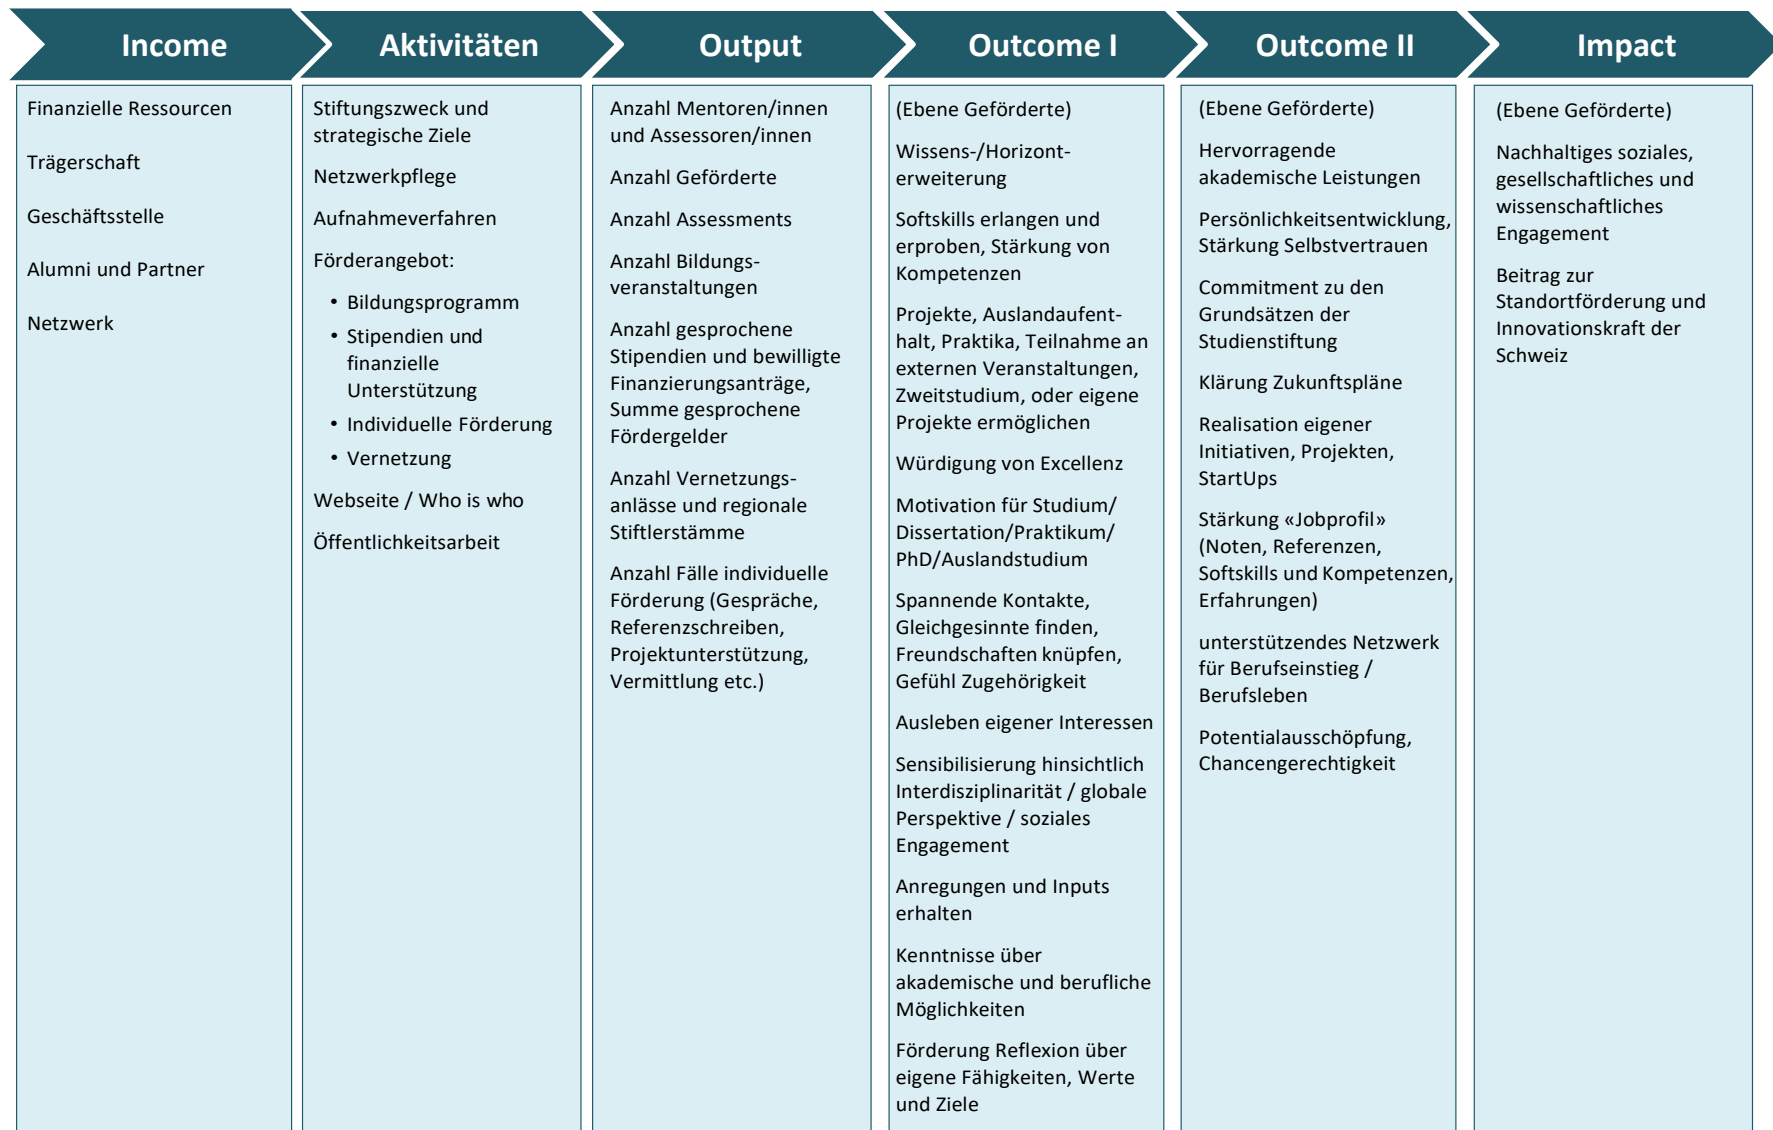 Income
Aktivitäten
Output
Outcome I
Outcome II
Impact
Finanzielle Ressourcen
Trägerschaft
Geschäftsstelle
Alumni und Partner
Netzwerk
Stiftungszweck und
strategische Ziele
Netzwerkpflege
Aufnahmeverfahren
Förderangebot:
• Bildungsprogramm
• Stipendien und
finanzielle
Unterstützung
• Individuelle Förderung
• Vernetzung
Webseite / Who is who
Öffentlichkeitsarbeit
Anzahl Mentoren/innen
und Assessoren/innen
Anzahl Geförderte
Anzahl Assessments
Anzahl Bildungs-
veranstaltungen
Anzahl gesprochene
Stipendien und bewilligte
Finanzierungsanträge,
Summe gesprochene
Fördergelder
Anzahl Vernetzungs-
anlässe und regionale
Stiftlerstämme
Anzahl Fälle individuelle
Förderung (Gespräche,
Referenzschreiben,
Projektunterstützung,
Vermittlung etc.)
(Ebene Geförderte)
Wissens-/Horizont-
erweiterung
Softskills erlangen und
erproben, Stärkung von
Kompetenzen
Projekte, Auslandaufent-
halt, Praktika, Teilnahme an
externen Veranstaltungen,
Zweitstudium, oder eigene
Projekte ermöglichen
Würdigung von Excellenz
Motivation für Studium/
Dissertation/Praktikum/
PhD/Auslandstudium
Spannende Kontakte,
Gleichgesinnte finden,
Freundschaften knüpfen,
Gefühl Zugehörigkeit
Ausleben eigener Interessen
Sensibilisierung hinsichtlich
Interdisziplinarität / globale
Perspektive / soziales
Engagement
Anregungen und Inputs
erhalten
Kenntnisse über
akademische und berufliche
Möglichkeiten
Förderung Reflexion über
eigene Fähigkeiten, Werte
und Ziele
(Ebene Geförderte)
Hervorragende
akademische Leistungen
Persönlichkeitsentwicklung,
Stärkung Selbstvertrauen
Commitment zu den
Grundsätzen der
Studienstiftung
Klärung Zukunftspläne
Realisation eigener
Initiativen, Projekten,
StartUps
Stärkung «Jobprofil»
(Noten, Referenzen,
Softskills und Kompetenzen,
Erfahrungen)
unterstützendes Netzwerk
für Berufseinstieg /
Berufsleben
Potentialausschöpfung,
Chancengerechtigkeit
(Ebene Geförderte)
Nachhaltiges soziales,
gesellschaftliches und
wissenschaftliches
Engagement
Beitrag zur
Standortförderung und
Innovationskraft der
Schweiz